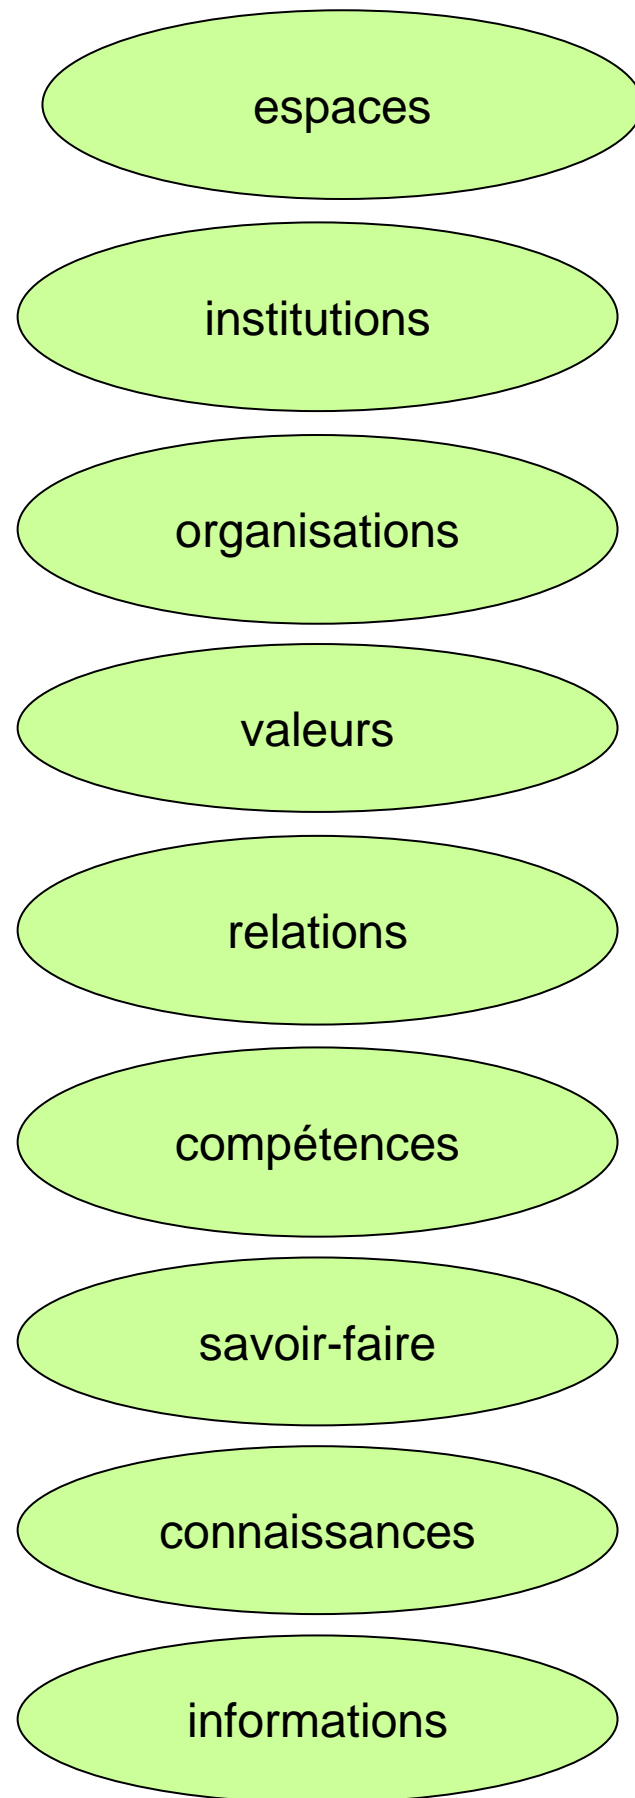 espaces
institutions
organisations
valeurs
relations
compétences
savoir-faire
connaissances
informations